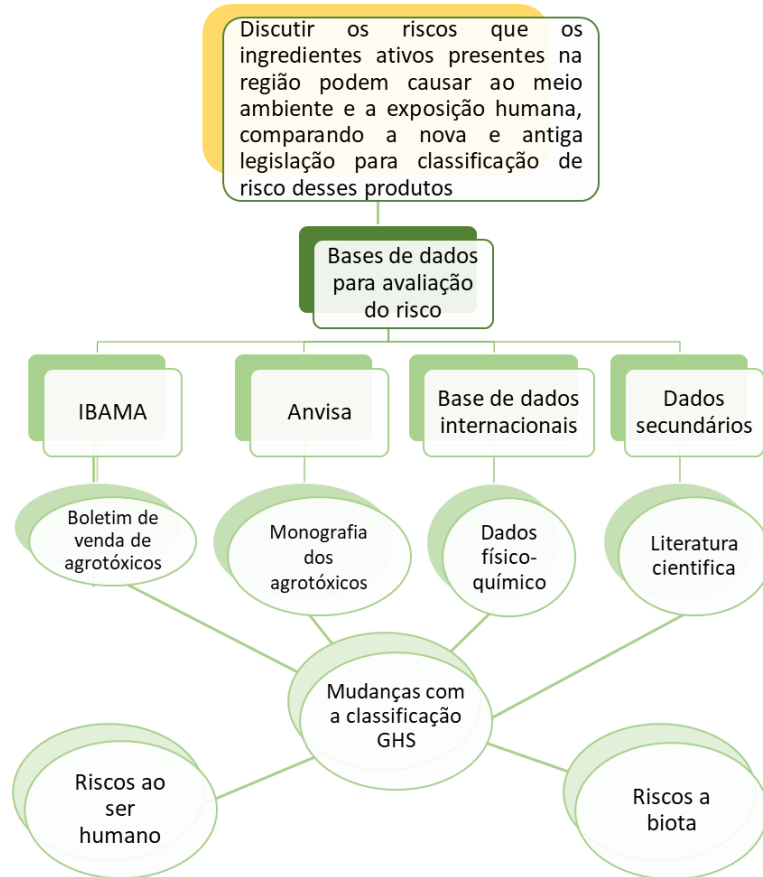 Discutir os riscos que os
ingredientes ativos presentes na
região podem causar ao meio
ambiente e a exposição humana,
comparando a nova e antiga
legislação para classificação de
risco desses produtos
Bases de dados
para avaliação
do risco
IBAMA
Anvisa
Base de dados
internacionais
Dados
secundários
Boletim de
venda de
agrotóxicos
Monografia
dos
agrotóxicos
Dados
físico-
químico
Literatura
cientifica
Mudanças com
a classificação
GHS
Riscos ao
ser
humano
Riscos a
biota